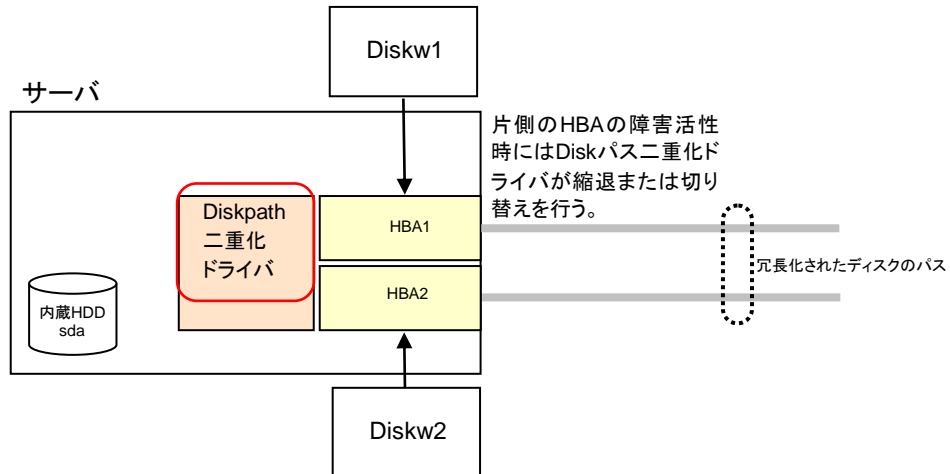 Diskw1
サーバ
片側のHBAの障害活性
時にはDiskパス二重化ド
ライバが縮退または切り
替えを行う。
Diskpath
二重化
ドライバ
HBA1
HBA2
冗長化されたディスクのパス
内蔵HDD
sda
Diskw2